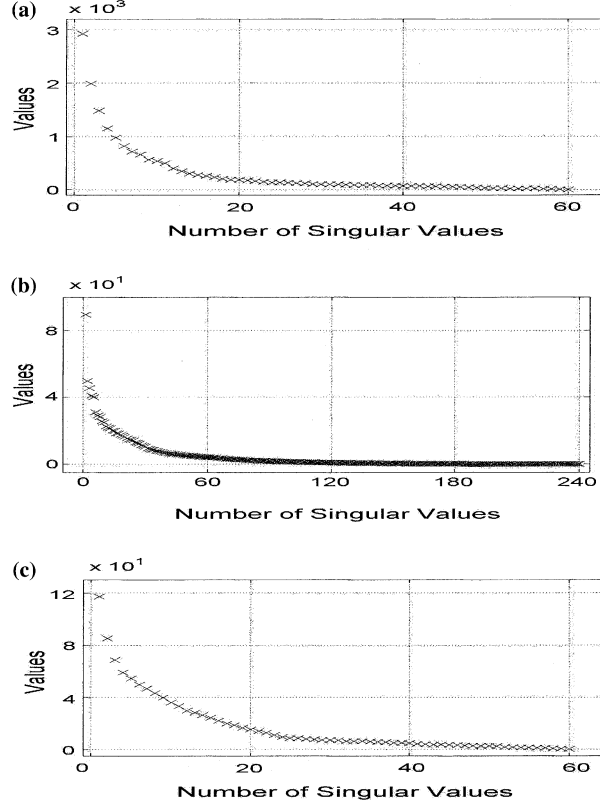 (a)
x 10³
3
2
1
0
Values
0 20 40 60
Number of Singular Values
(b)
x 10¹
8
4
0
Values
0 60 120 180 240
Number of Singular Values
(c)
x 10¹
12
8
4
0
Values
0 20 40 60
Number of Singular Values